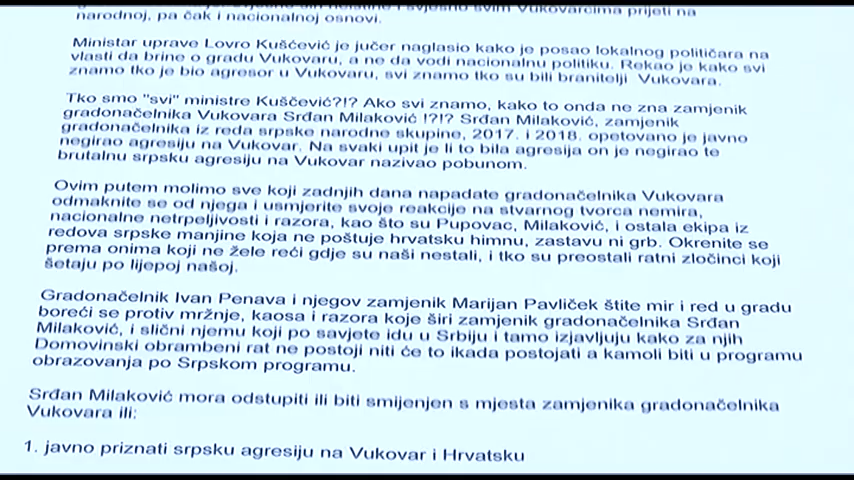 svjesno svim Vukovarcima prijeti na
narodnoj, pa čak i nacionalnoj osnovi.
Ministar uprave Lovro Kuščević je jučer naglasio kako je posao lokalnog političara na
vlasti da brine o gradu Vukovaru, a ne da vodi nacionalnu politiku. Rekao je kako svi
znamo tko je bio agresor u Vukovaru, svi znamo tko su bili branitelji Vukovara.
Tko smo "svi" ministre Kuščević?!? Ako svi znamo, kako to onda ne zna zamjenik
gradonačelnika Vukovara Srđan Milaković !?!? Srđan Milaković, zamjenik
gradonačelnika iz reda srpske narodne skupine, 2017. i 2018. opetovano je javno
negirao agresiju na Vukovar. Na svaki upit je li to bila agresija on je negirao te
brutalnu srpsku agresiju na Vukovar nazivao pobunom.
Ovim putem molimo sve koji zadnjih dana napadate gradonačelnika Vukovara
odmaknite se od njega i usmjerite svoje reakcije na stvarnog tvorca nemira,
nacionalne netrpeljivosti i razora, kao što su Pupovac, Milaković, i ostala ekipa iz
redova srpske manjine koja ne poštuje hrvatsku himnu, zastavu ni grb. Okrenite se
prema onima koji ne žele reći gdje su naši nestali, i tko su preostali ratni zločinci koji
šetaju po lijepoj našoj.
Gradonačelnik Ivan Penava i njegov zamjenik Marijan Pavliček štite mir i red u gradu
boreći se protiv mržnje, kaosa i razora koje širi zamjenik gradonačelnika Srđan
Milaković, i slični njemu koji po savjete idu u Srbiju i tamo izjavljuju kako za njih
Domovinski obrambeni rat ne postoji niti će to ikada postojati a kamoli biti u programu
obrazovanja po Srpskom programu.
Srđan Milaković mora odstupiti ili biti smijenjen s mjesta zamjenika gradonačelnika
Vukovara ili:
1. javno priznati srpsku agresiju na Vukovar i Hrvatsku